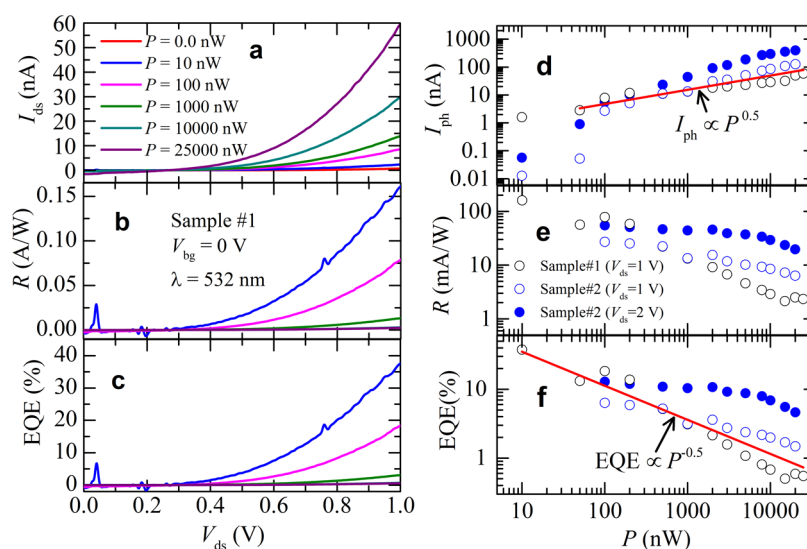 a
P = 0.0 nW
P = 10 nW
P = 100 nW
P = 1000 nW
P = 10000 nW
P = 25000 nW
I_ds (nA)
60
50
40
30
20
10
0
b
Sample #1
V_bg = 0 V
λ = 532 nm
R (A/W)
0.15
0.10
0.05
0.00
c
EQE (%)
40
30
20
10
0
0.0 0.2 0.4 0.6 0.8 1.0
V_ds (V)
d
I_ph (nA)
1000
100
10
1
0.1
0.01
I_ph ∝ P^0.5
e
R (mA/W)
100
10
1
Sample#1 (V_ds=1 V)
Sample#2 (V_ds=1 V)
Sample#2 (V_ds=2 V)
f
EQE(%)
10
1
EQE ∝ P^-0.5
10 100 1000 10000
P (nW)